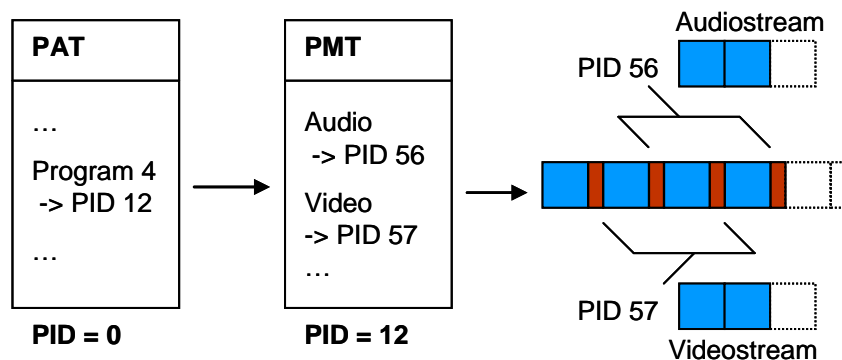 PAT
...
Program 4
-> PID 12
...
PID = 0
PMT
Audio
-> PID 56
Video
-> PID 57
...
PID = 12
Audiostream
PID 56
PID 57
Videostream